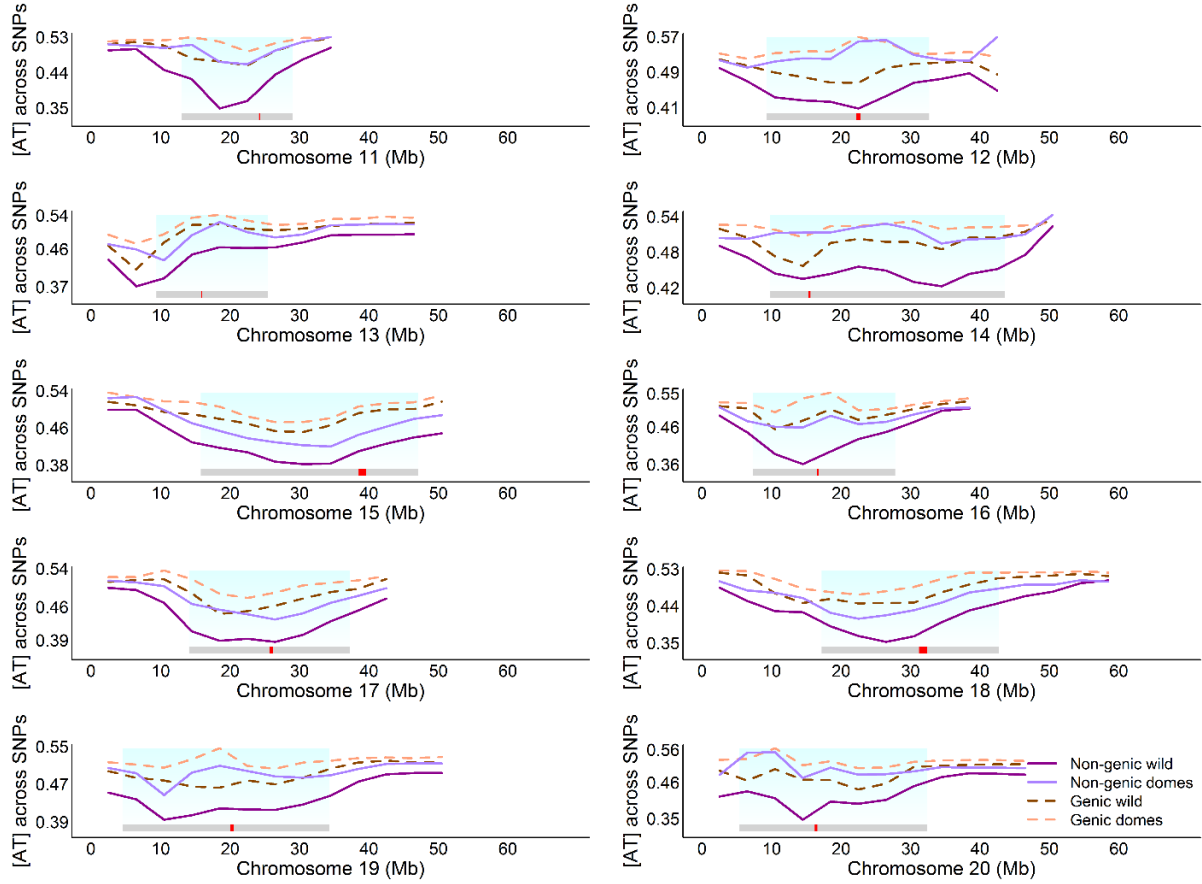 [AT] across SNPs
0.53
0.44
0.35
0 10 20 30 40 50 60
Chromosome 11 (Mb)
[AT] across SNPs
0.57
0.49
0.41
0 10 20 30 40 50 60
Chromosome 12 (Mb)
[AT] across SNPs
0.54
0.46
0.37
0 10 20 30 40 50 60
Chromosome 13 (Mb)
[AT] across SNPs
0.54
0.48
0.42
0 10 20 30 40 50 60
Chromosome 14 (Mb)
[AT] across SNPs
0.54
0.46
0.38
0 10 20 30 40 50 60
Chromosome 15 (Mb)
[AT] across SNPs
0.55
0.46
0.36
0 10 20 30 40 50 60
Chromosome 16 (Mb)
[AT] across SNPs
0.54
0.46
0.39
0 10 20 30 40 50 60
Chromosome 17 (Mb)
[AT] across SNPs
0.53
0.44
0.35
0 10 20 30 40 50 60
Chromosome 18 (Mb)
[AT] across SNPs
0.55
0.47
0.39
0 10 20 30 40 50 60
Chromosome 19 (Mb)
[AT] across SNPs
0.56
0.46
0.35
0 10 20 30 40 50 60
Chromosome 20 (Mb)
Non-genic wild
Non-genic domes
Genic wild
Genic domes